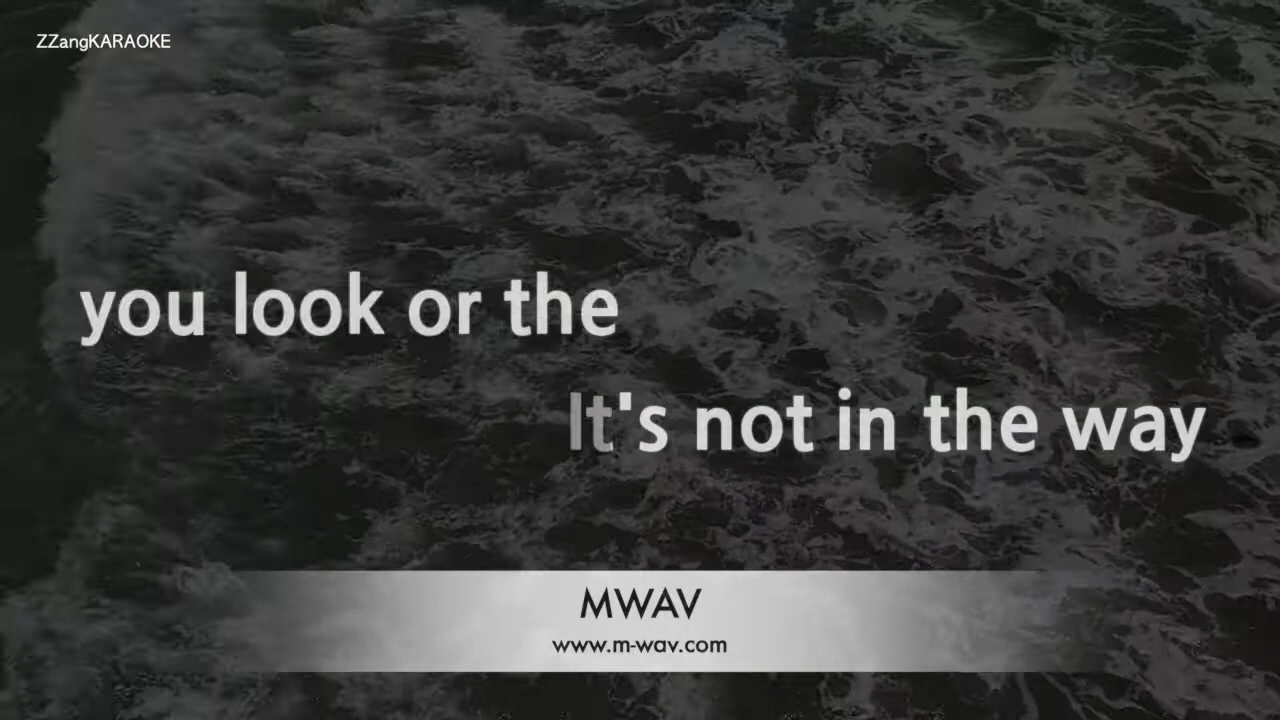 ZZangKARAOKE
you look or the
It's not in the way
MWAV
www.m-wav.com